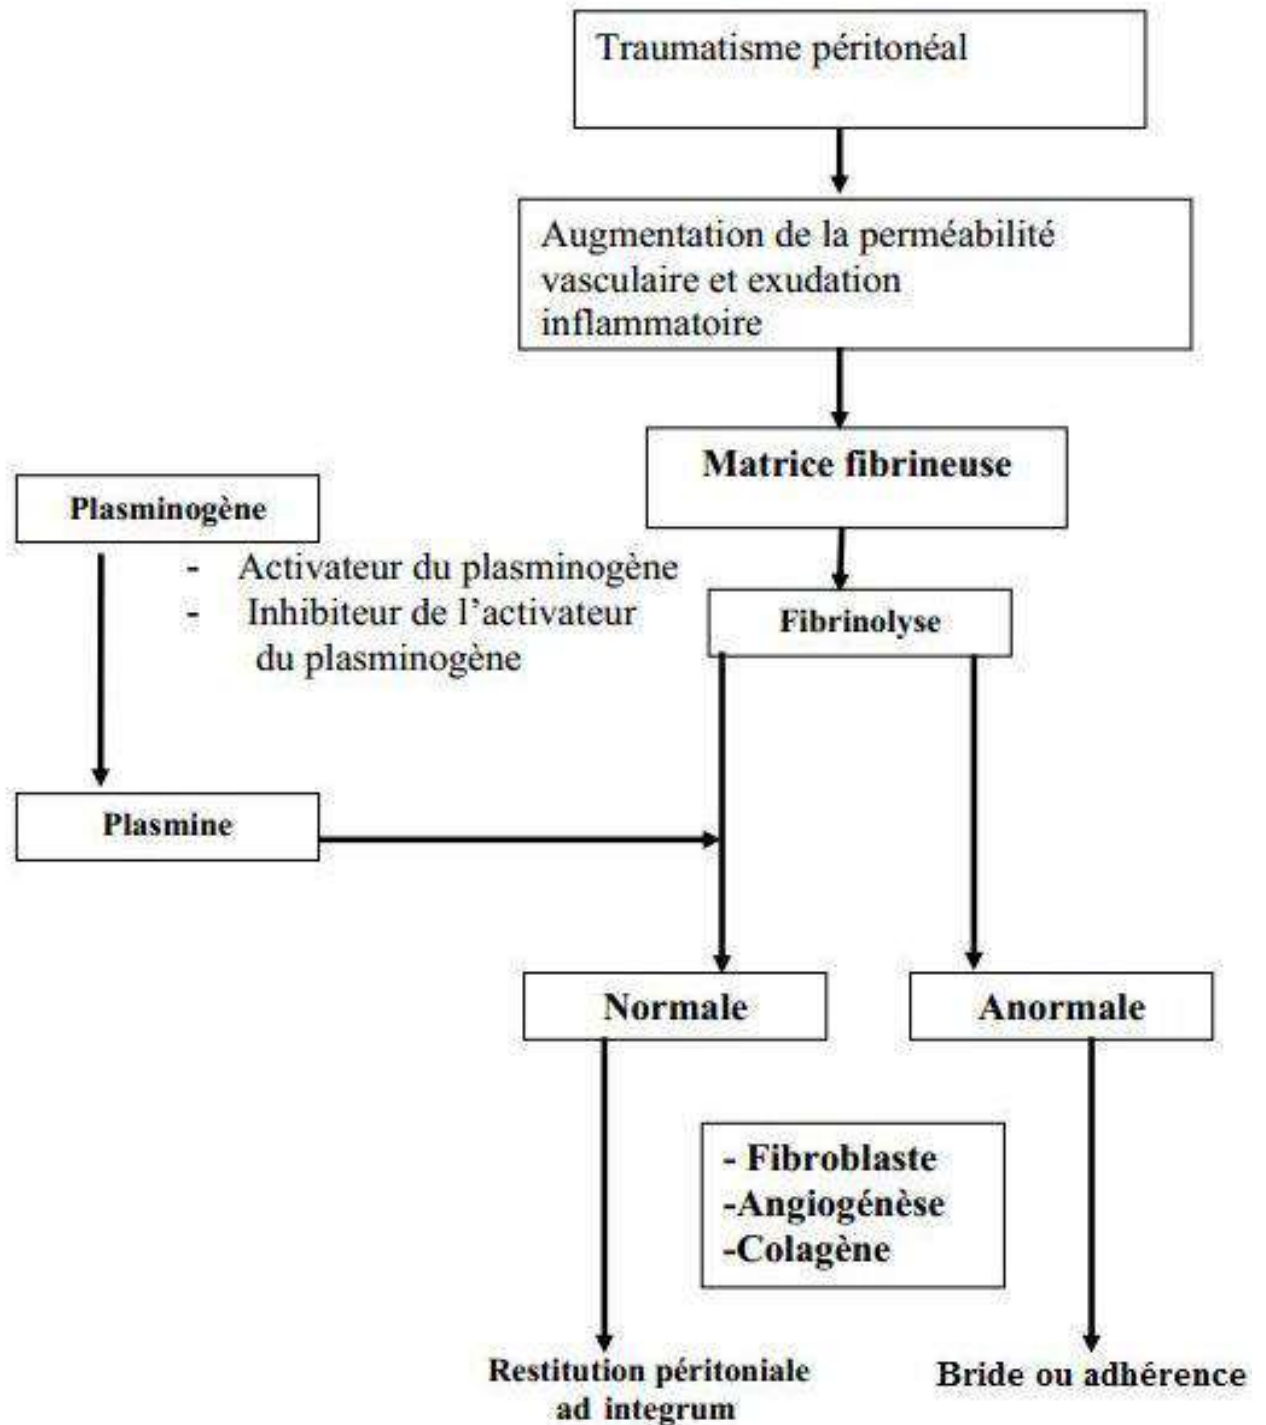 Traumatisme péritonéal
Augmentation de la perméabilité
vasculaire et exudation
inflammatoire
Matrice fibrineuse
Plasminogène
- Activateur du plasminogène
- Inhibiteur de l'activateur
du plasminogène
Fibrinolyse
Plasmine
Normale
Anormale
- Fibroblaste
-Angiogénèse
-Colagène
Restitution péritoniale
ad integrum
Bride ou adhérence